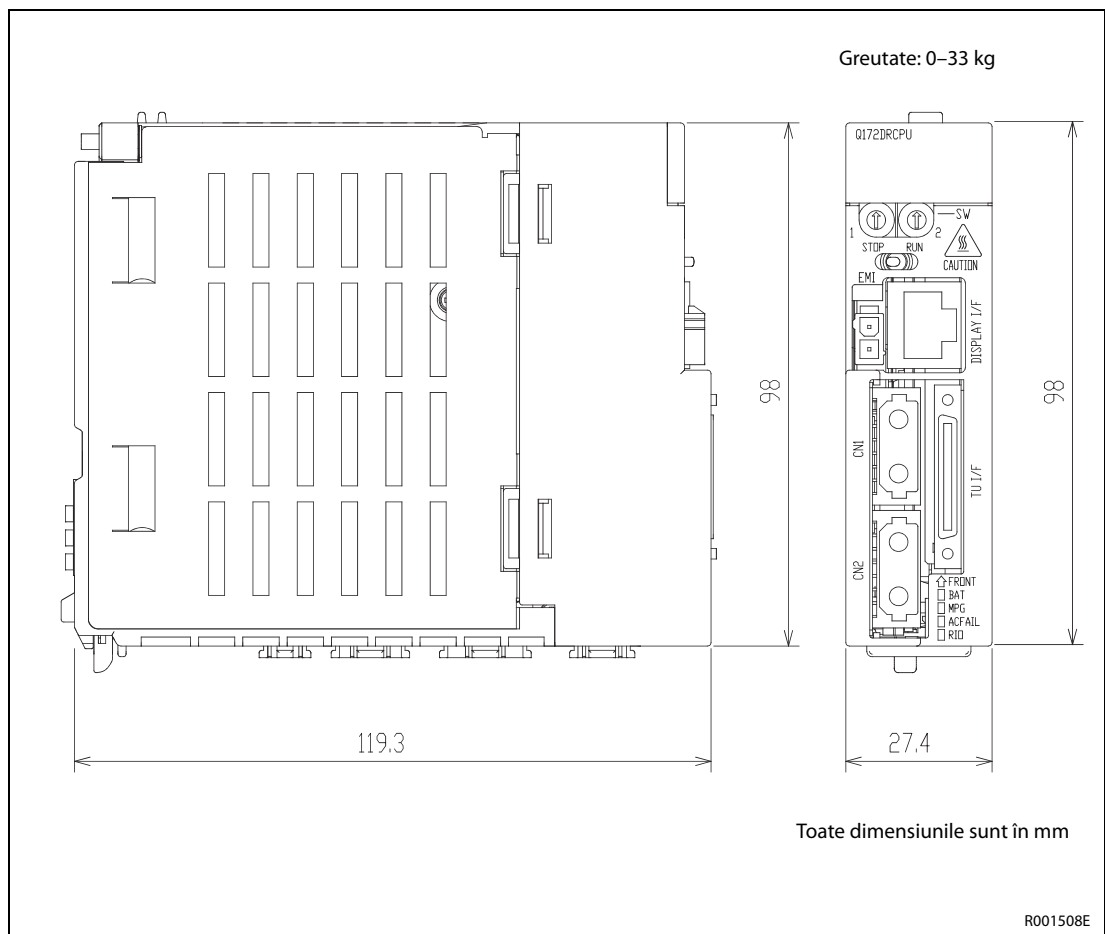 Greutate: 0–33 kg
Q172DRCPU
SW
1
2
STOP RUN
CAUTION
EMI
DISPLAY I/F
CN1
TU I/F
CN2
FRONT
BAT
MPG
ACFAIL
RIO
98
98
119.3
27.4
Toate dimensiunile sunt în mm
R001508E